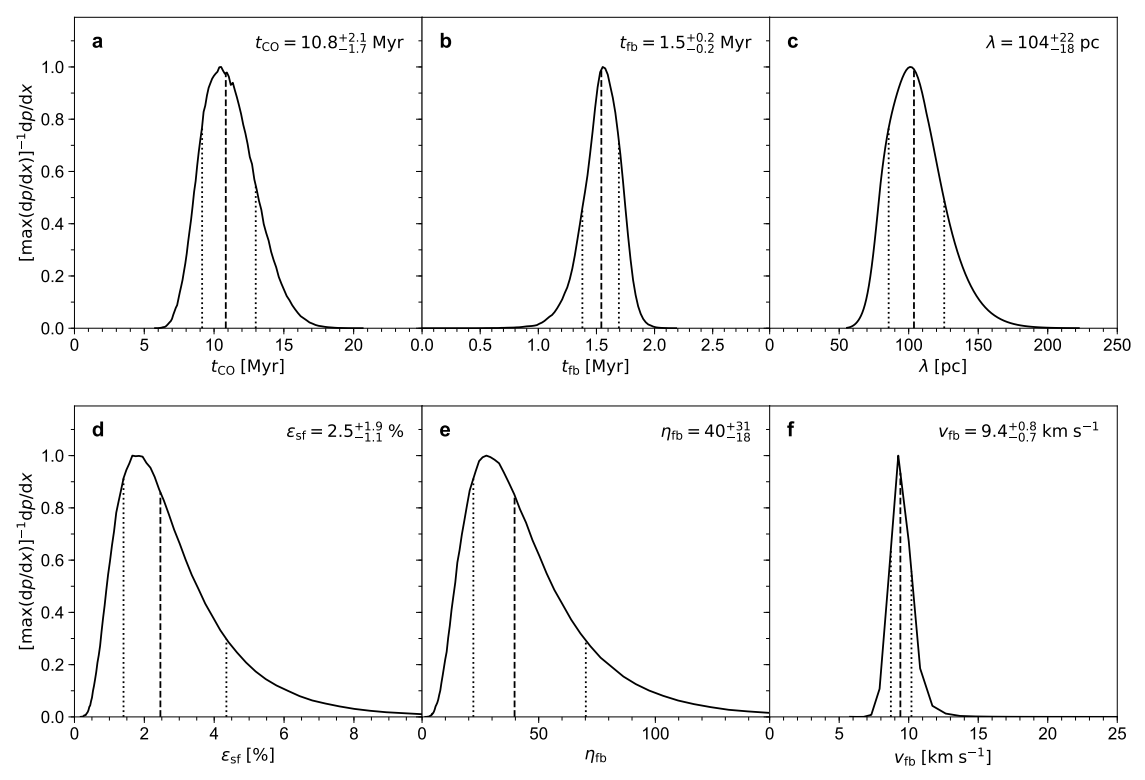 a t_CO = 10.8 +2.1 −1.7 Myr
b t_fb = 1.5 +0.2 −0.2 Myr
c λ = 104 +22 −18 pc
[max(dp/dx)]⁻¹dp/dx
1.0
0.8
0.6
0.4
0.2
0.0
0 5 10 15 20 0.0 0.5 1.0 1.5 2.0 2.5 0 50 100 150 200 250
t_CO [Myr] t_fb [Myr] λ [pc]
d ε_sf = 2.5 +1.9 −1.1 %
e η_fb = 40 +31 −18
f v_fb = 9.4 +0.8 −0.7 km s⁻¹
[max(dp/dx)]⁻¹dp/dx
1.0
0.8
0.6
0.4
0.2
0.0
0 2 4 6 8 50 100 5 10 15 20 25
ε_sf [%] η_fb v_fb [km s⁻¹]